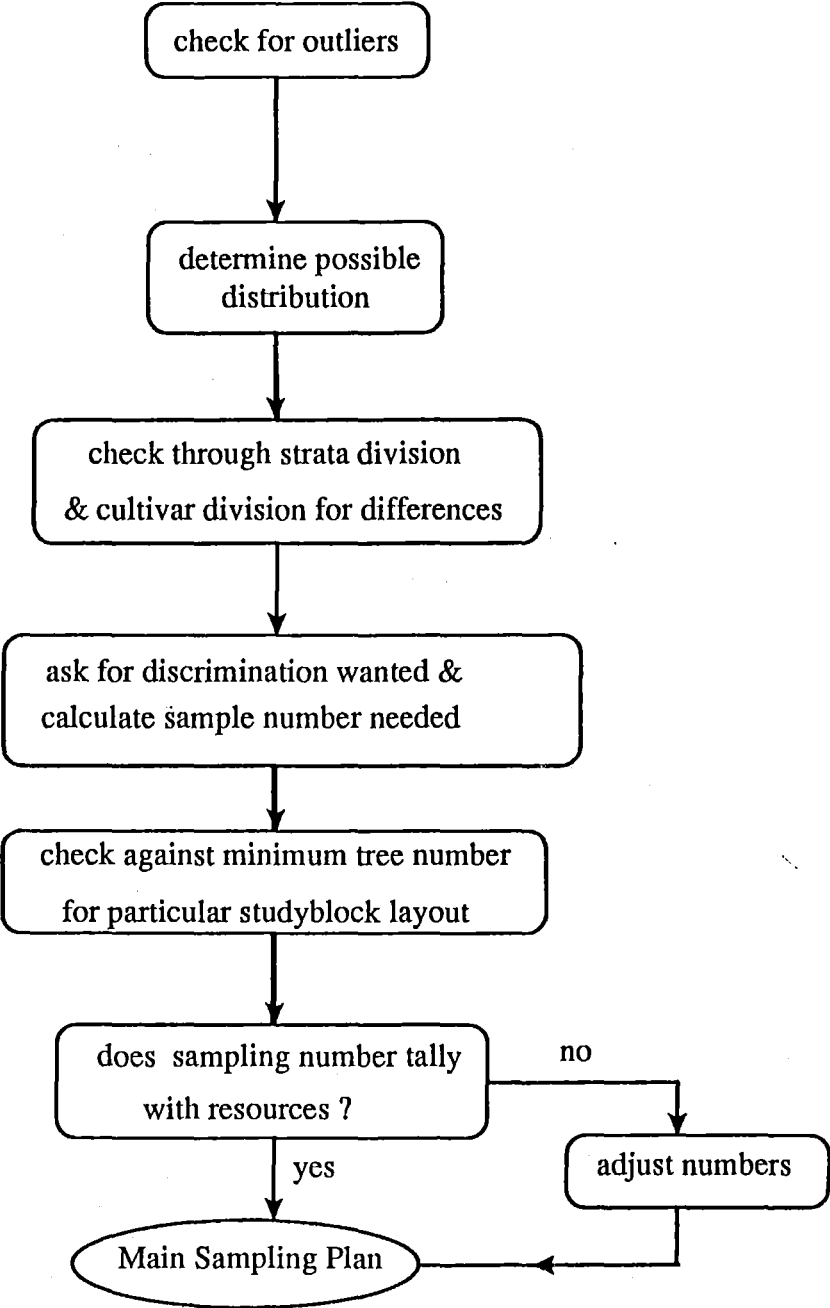 check for outliers
determine possible
distribution
check through strata division
& cultivar division for differences
ask for discrimination wanted &
calculate sample number needed
check against minimum tree number
for particular studyblock layout
does sampling number tally
with resources ?
no
yes
adjust numbers
Main Sampling Plan